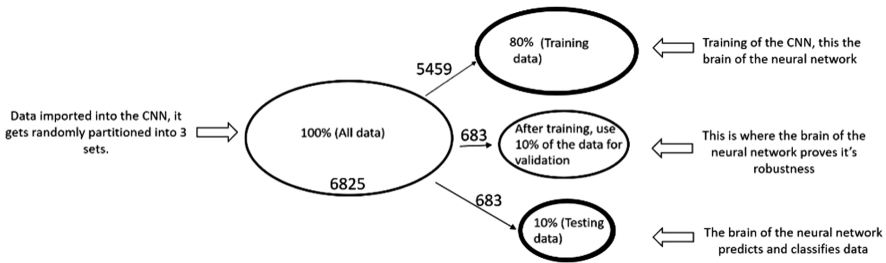 Data imported into the CNN, it
gets randomly partitioned into 3
sets.
100% (All data)
6825
5459
80% (Training
data)
Training of the CNN, this the
brain of the neural network
683
After training, use
10% of the data for
validation
This is where the brain of the
neural network proves it's
robustness
683
10% (Testing
data)
The brain of the neural network
predicts and classifies data